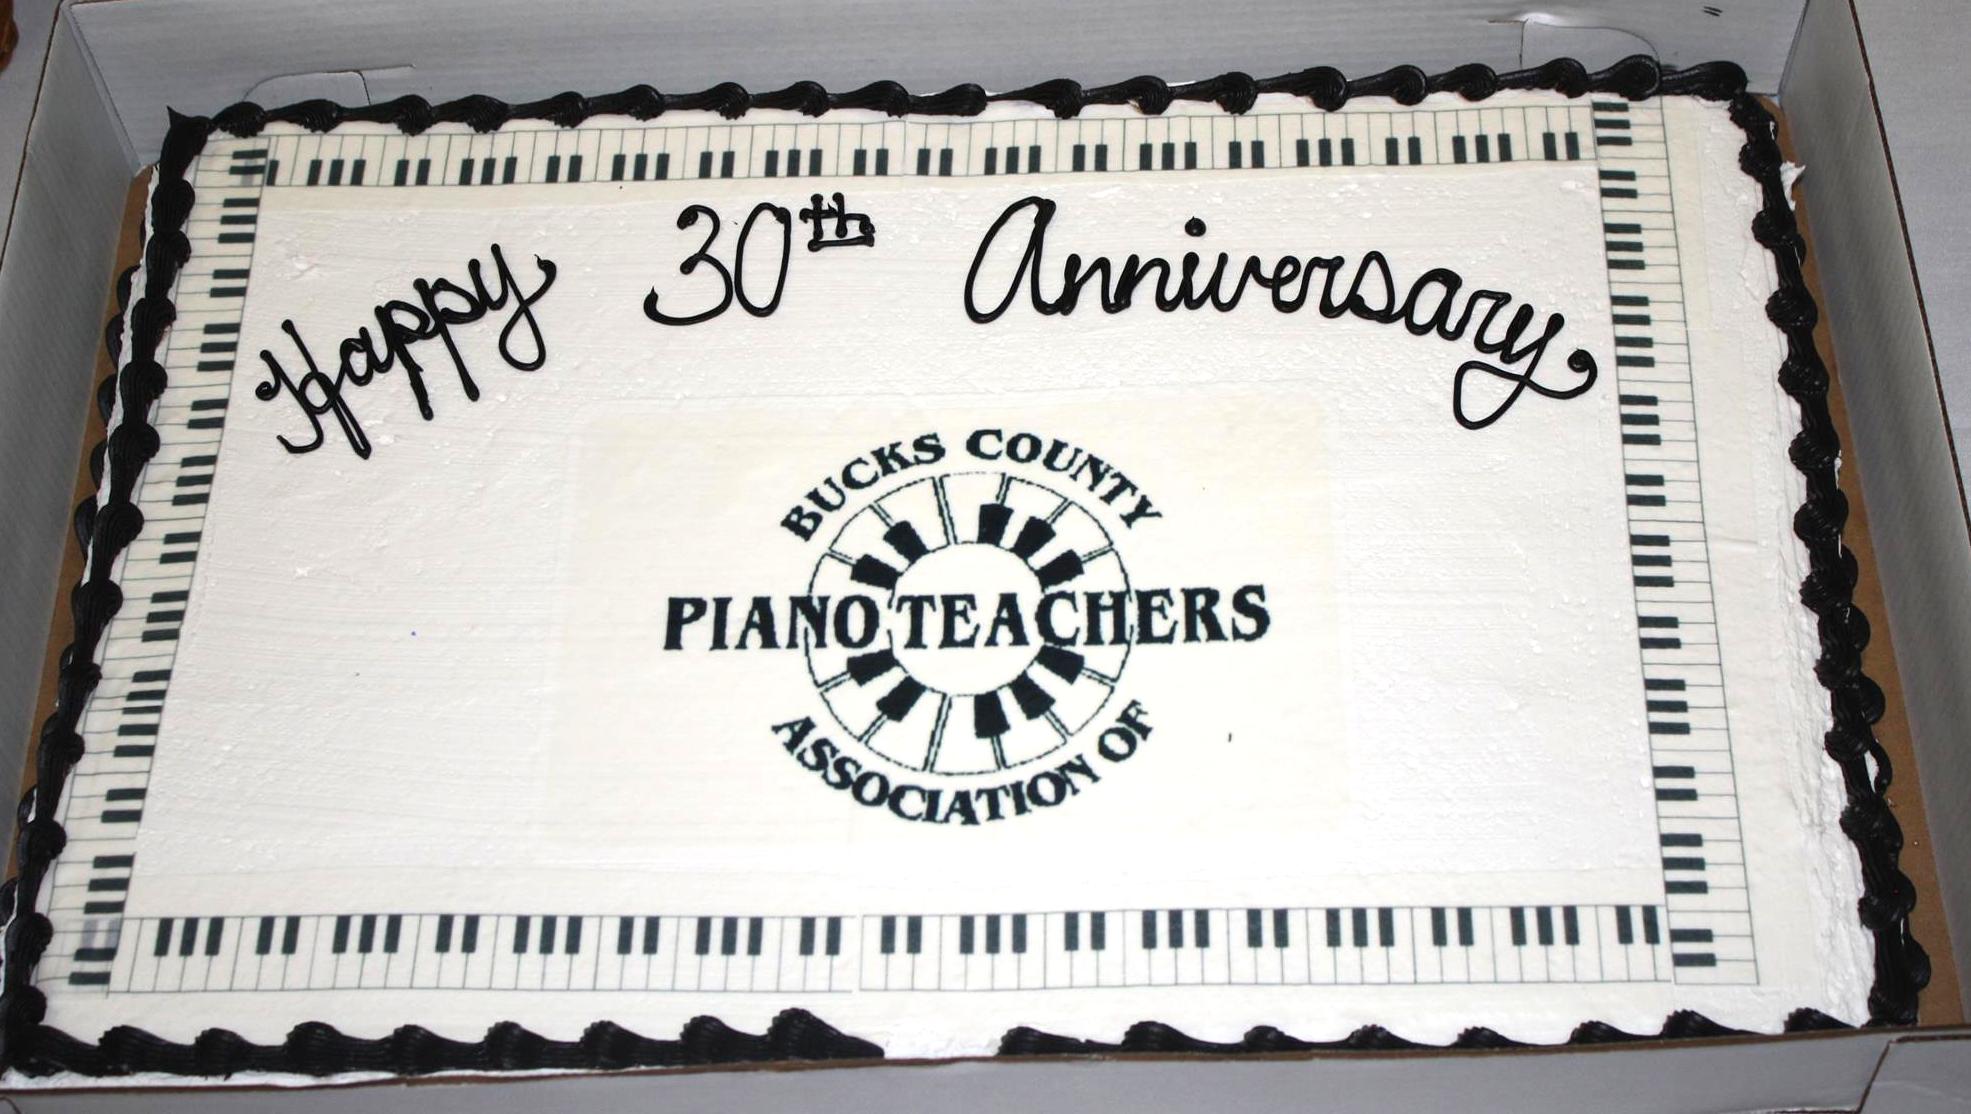 Happy 30th Anniversary
BUCKS COUNTY
PIANO TEACHERS
ASSOCIATION OF